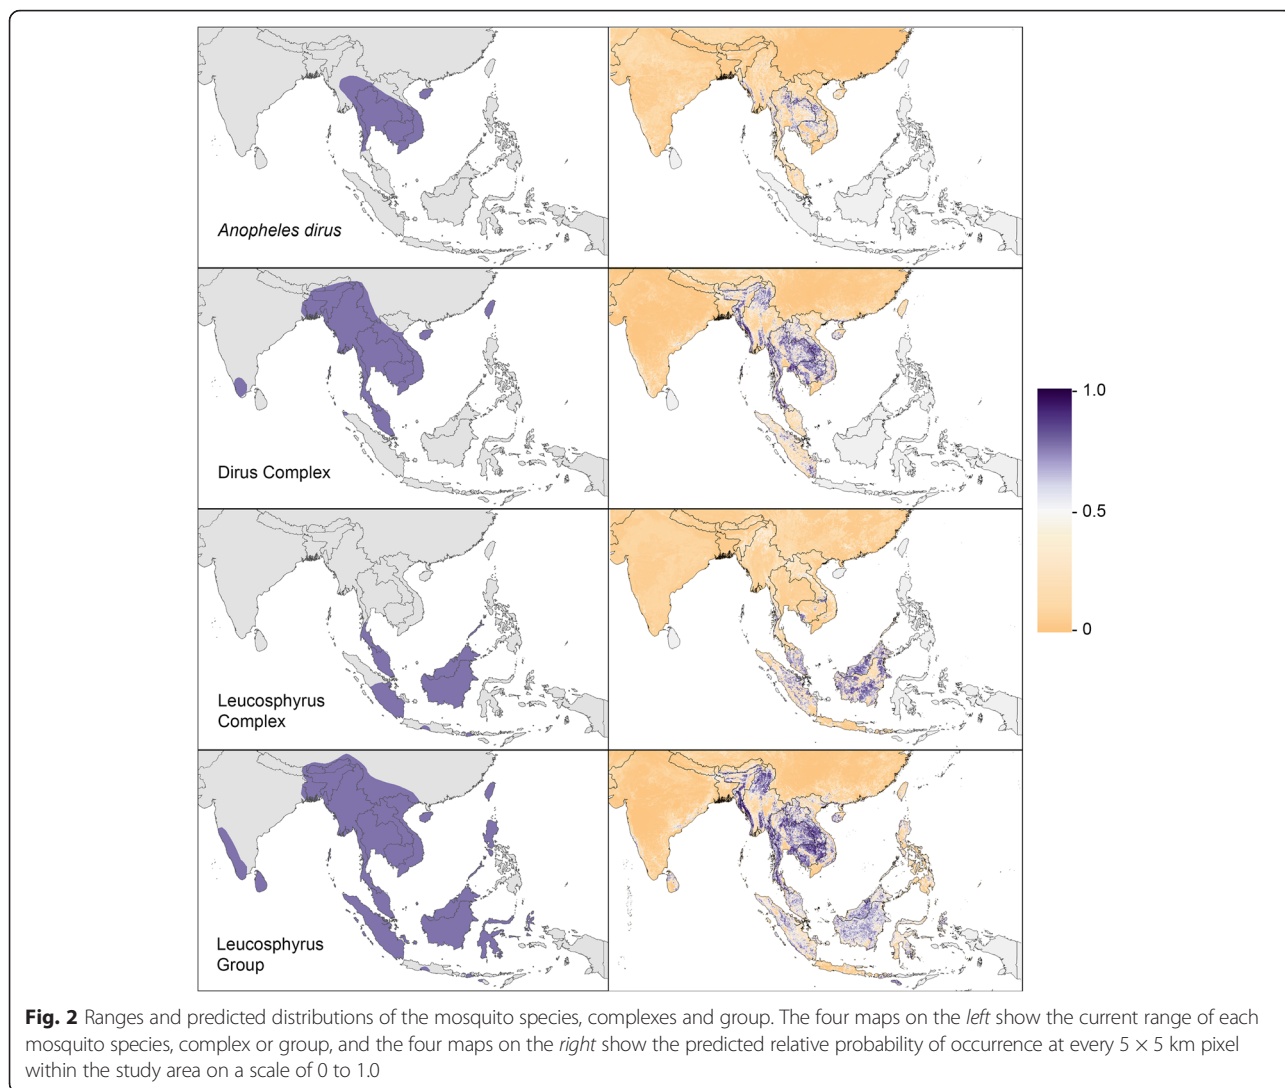 Anopheles dirus
Dirus Complex
Leucosphyrus
Complex
Leucosphyrus
Group
1.0
0.5
0
Fig. 2 Ranges and predicted distributions of the mosquito species, complexes and group. The four maps on the left show the current range of each
mosquito species, complex or group, and the four maps on the right show the predicted relative probability of occurrence at every 5 × 5 km pixel
within the study area on a scale of 0 to 1.0